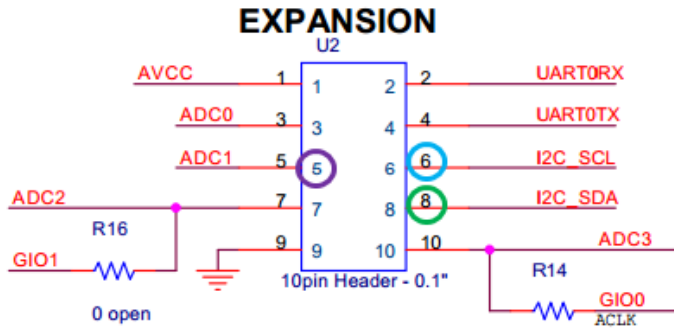 EXPANSION
U2
AVCC 1 1 2 2 UART0RX
ADC0 3 3 4 4 UART0TX
ADC1 5 5 6 6 I2C_SCL
ADC2 7 7 8 8 I2C_SDA
9 9 10 10 ADC3
R16
GIO1
0 open
10pin Header - 0.1"
R14
GIO0
ACLK